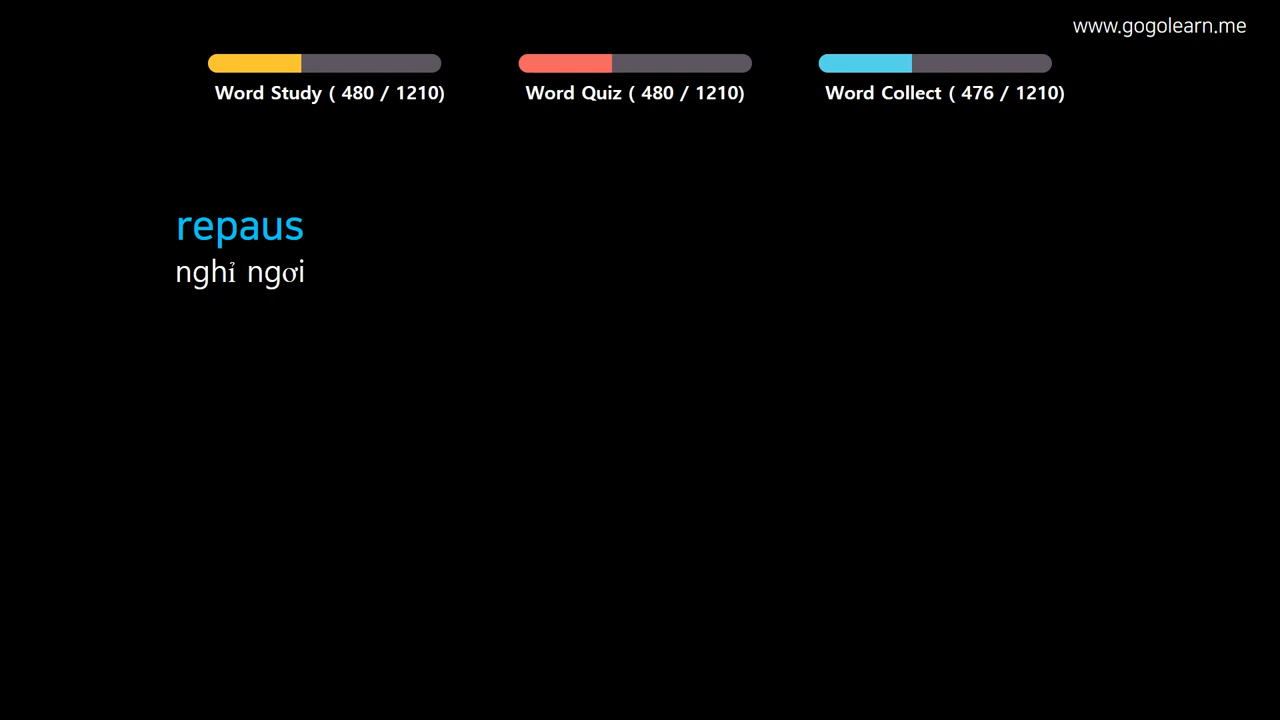 www.gogolearn.me
Word Study ( 480 / 1210)
Word Quiz ( 480 / 1210)
Word Collect ( 476 / 1210)
repaus
nghỉ ngơi